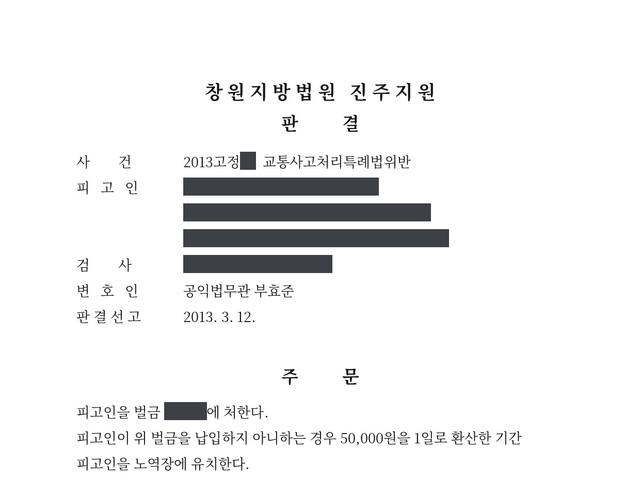 창원지방법원 진주지원
판 결
사 건 2013고정 교통사고처리특례법위반
피 고 인
검 사
변 호 인 공익법무관 부효준
판결선고 2013. 3. 12.
주 문
피고인을 벌금 에 처한다.
피고인이 위 벌금을 납입하지 아니하는 경우 50,000원을 1일로 환산한 기간
피고인을 노역장에 유치한다.